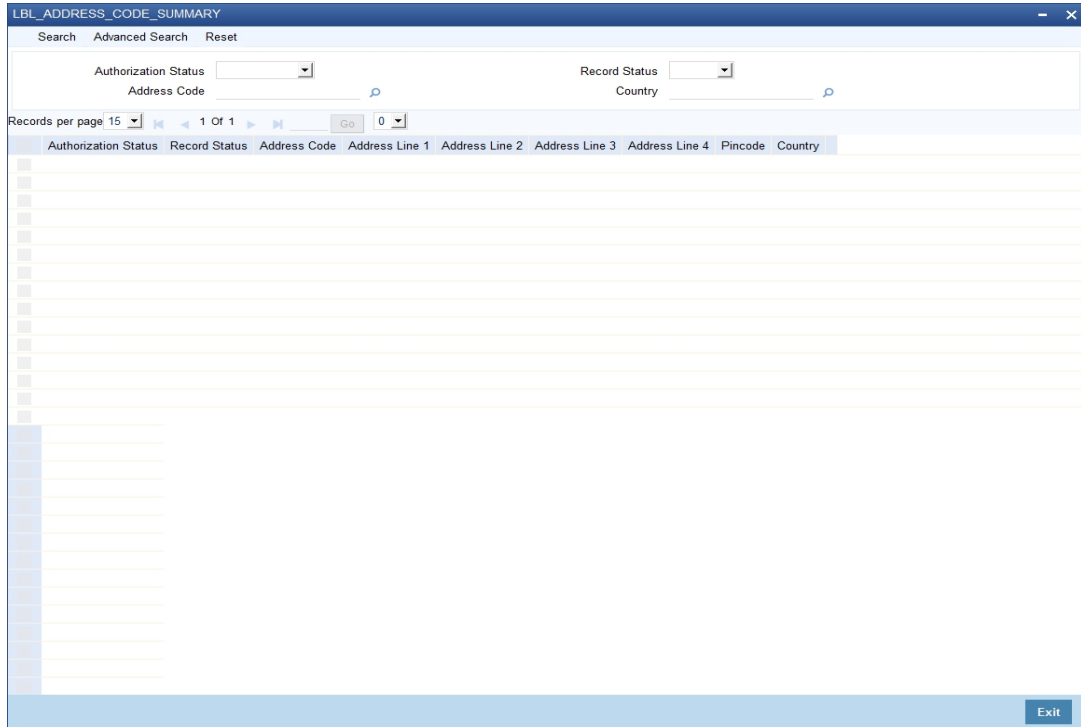 LBL_ADDRESS_CODE_SUMMARY
Search Advanced Search Reset
Authorization Status Record Status
Address Code Country
Records per page 15 1 Of 1 Go 0
Authorization Status Record Status Address Code Address Line 1 Address Line 2 Address Line 3 Address Line 4 Pincode Country
Exit